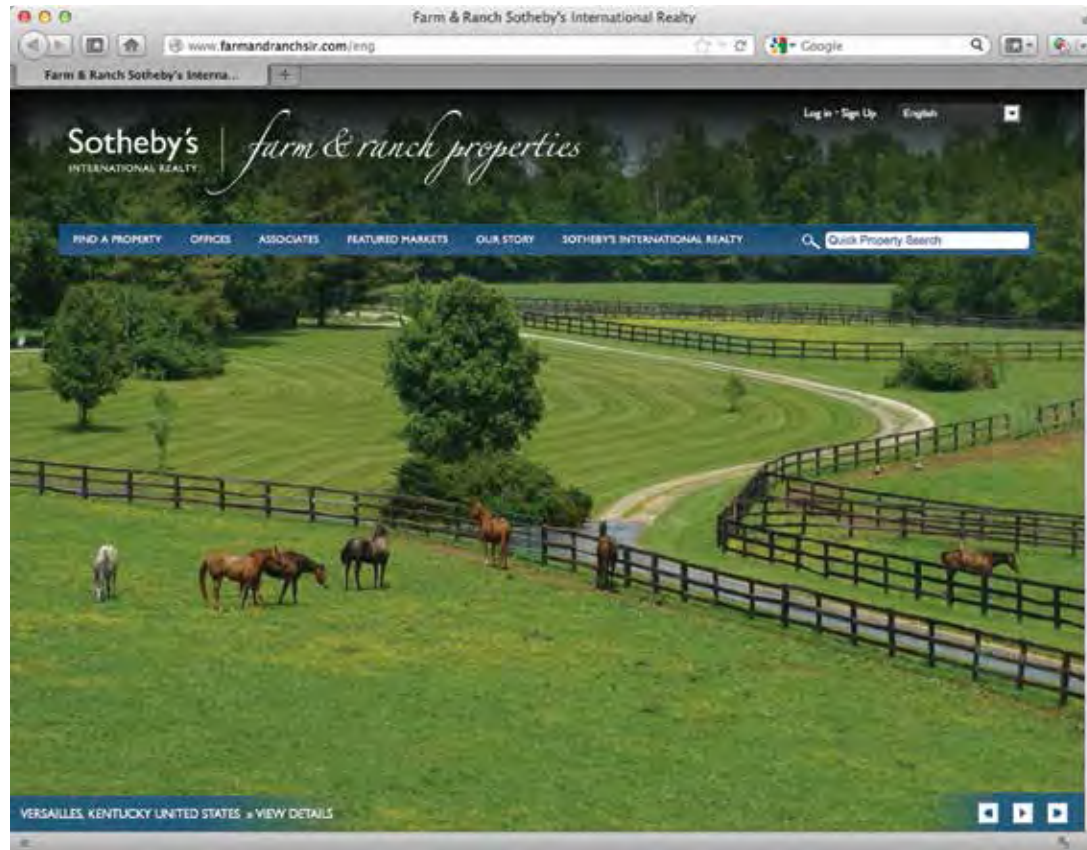 Farm & Ranch Sotheby's International Realty
www.farmandranchsir.com/eng
Google
Farm & Ranch Sotheby's Interna...
Log in · Sign Up English
Sotheby's
INTERNATIONAL REALTY
farm & ranch properties
FIND A PROPERTY OFFICES ASSOCIATES FEATURED MARKETS OUR STORY SOTHEBY'S INTERNATIONAL REALTY Quick Property Search
VERSAILLES, KENTUCKY UNITED STATES » VIEW DETAILS